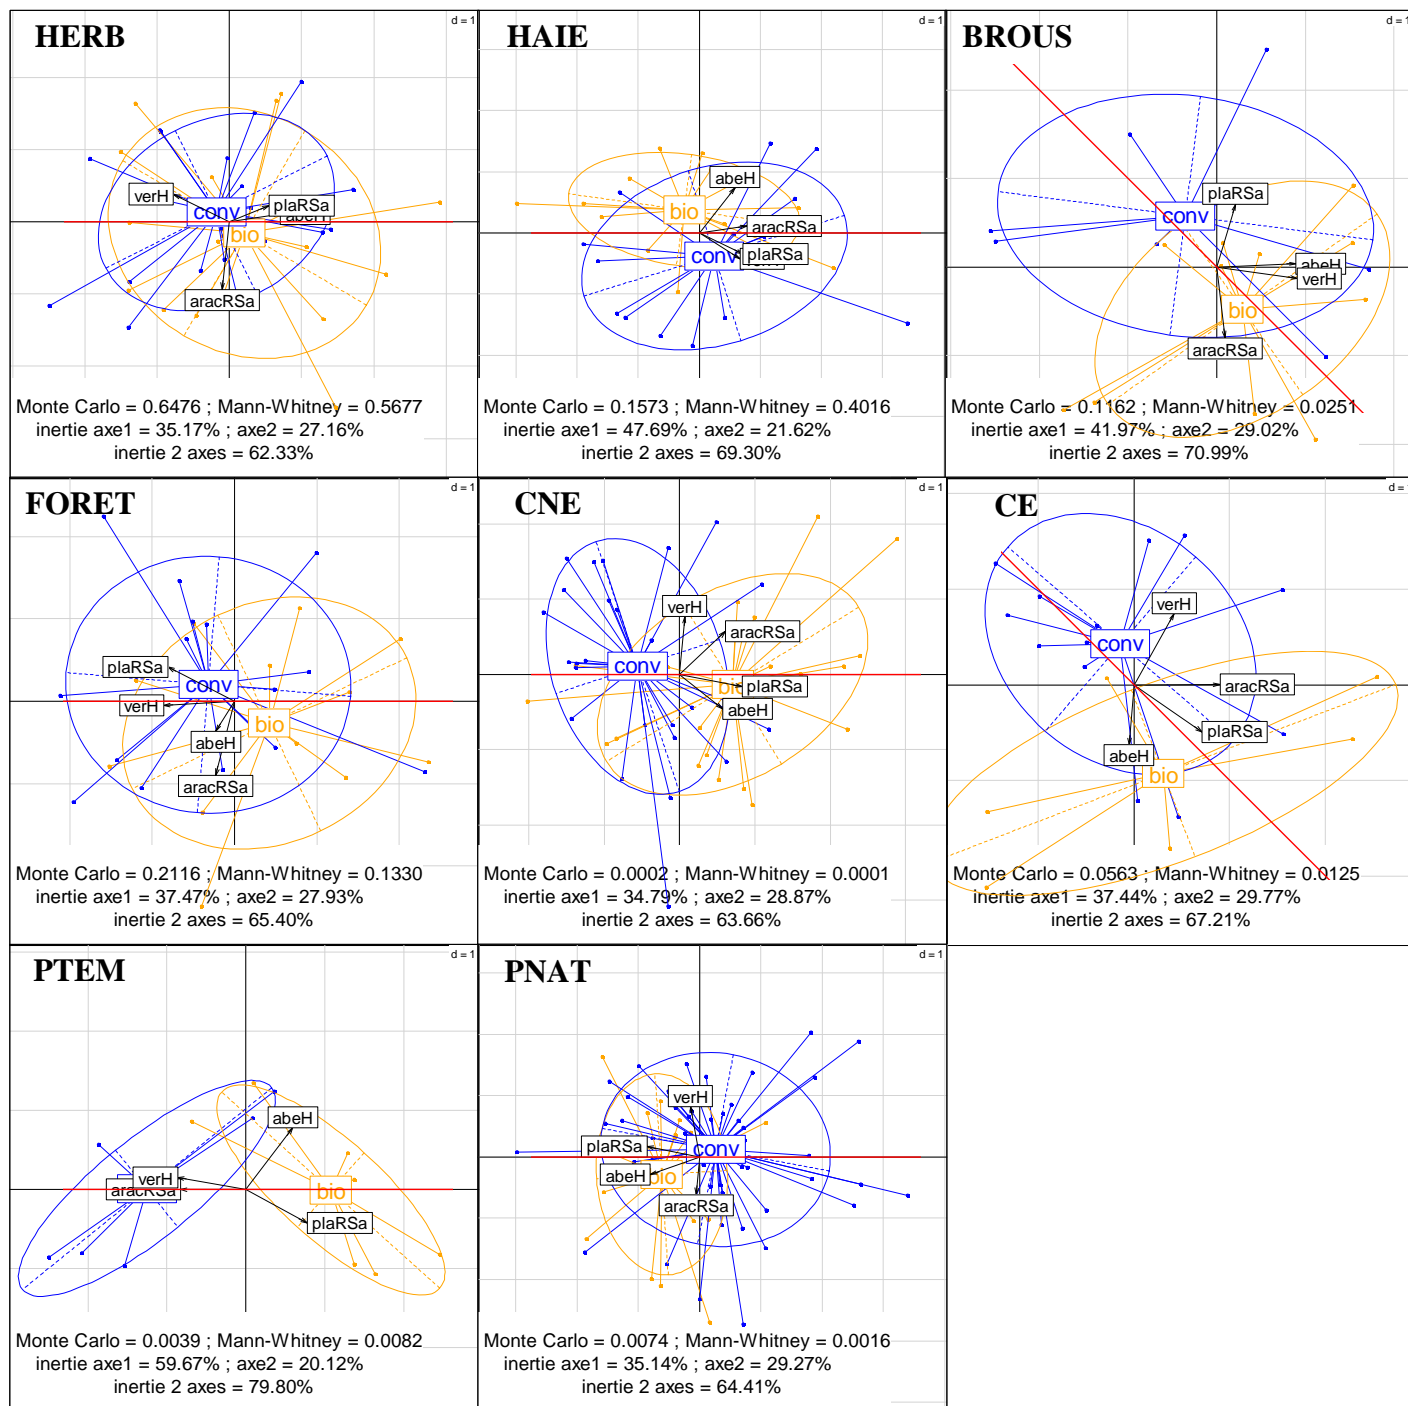 HERB
d = 1
verH
plaRSa
abeH
conv
bio
aracRSa
Monte Carlo = 0.6476 ; Mann-Whitney = 0.5677
inertie axe1 = 35.17% ; axe2 = 27.16%
inertie 2 axes = 62.33%
HAIE
d = 1
abeH
bio
aracRSa
plaRSa
conv
Monte Carlo = 0.1573 ; Mann-Whitney = 0.4016
inertie axe1 = 47.69% ; axe2 = 21.62%
inertie 2 axes = 69.30%
BROUS
d = 1
plaRSa
conv
abeH
verH
bio
aracRSa
Monte Carlo = 0.1162 ; Mann-Whitney = 0.0251
inertie axe1 = 41.97% ; axe2 = 29.02%
inertie 2 axes = 70.99%
FORET
d = 1
plaRSa
conv
verH
bio
abeH
aracRSa
Monte Carlo = 0.2116 ; Mann-Whitney = 0.1330
inertie axe1 = 37.47% ; axe2 = 27.93%
inertie 2 axes = 65.40%
CNE
d = 1
verH
aracRSa
conv
bio
plaRSa
abeH
Monte Carlo = 0.0002 ; Mann-Whitney = 0.0001
inertie axe1 = 34.79% ; axe2 = 28.87%
inertie 2 axes = 63.66%
CE
d = 1
verH
conv
aracRSa
plaRSa
abeH
bio
Monte Carlo = 0.0563 ; Mann-Whitney = 0.0125
inertie axe1 = 37.44% ; axe2 = 29.77%
inertie 2 axes = 67.21%
PTEM
d = 1
abeH
verH
aracRSa
bio
plaRSa
Monte Carlo = 0.0039 ; Mann-Whitney = 0.0082
inertie axe1 = 59.67% ; axe2 = 20.12%
inertie 2 axes = 79.80%
PNAT
d = 1
verH
plaRSa
conv
abeH
bio
aracRSa
Monte Carlo = 0.0074 ; Mann-Whitney = 0.0016
inertie axe1 = 35.14% ; axe2 = 29.27%
inertie 2 axes = 64.41%